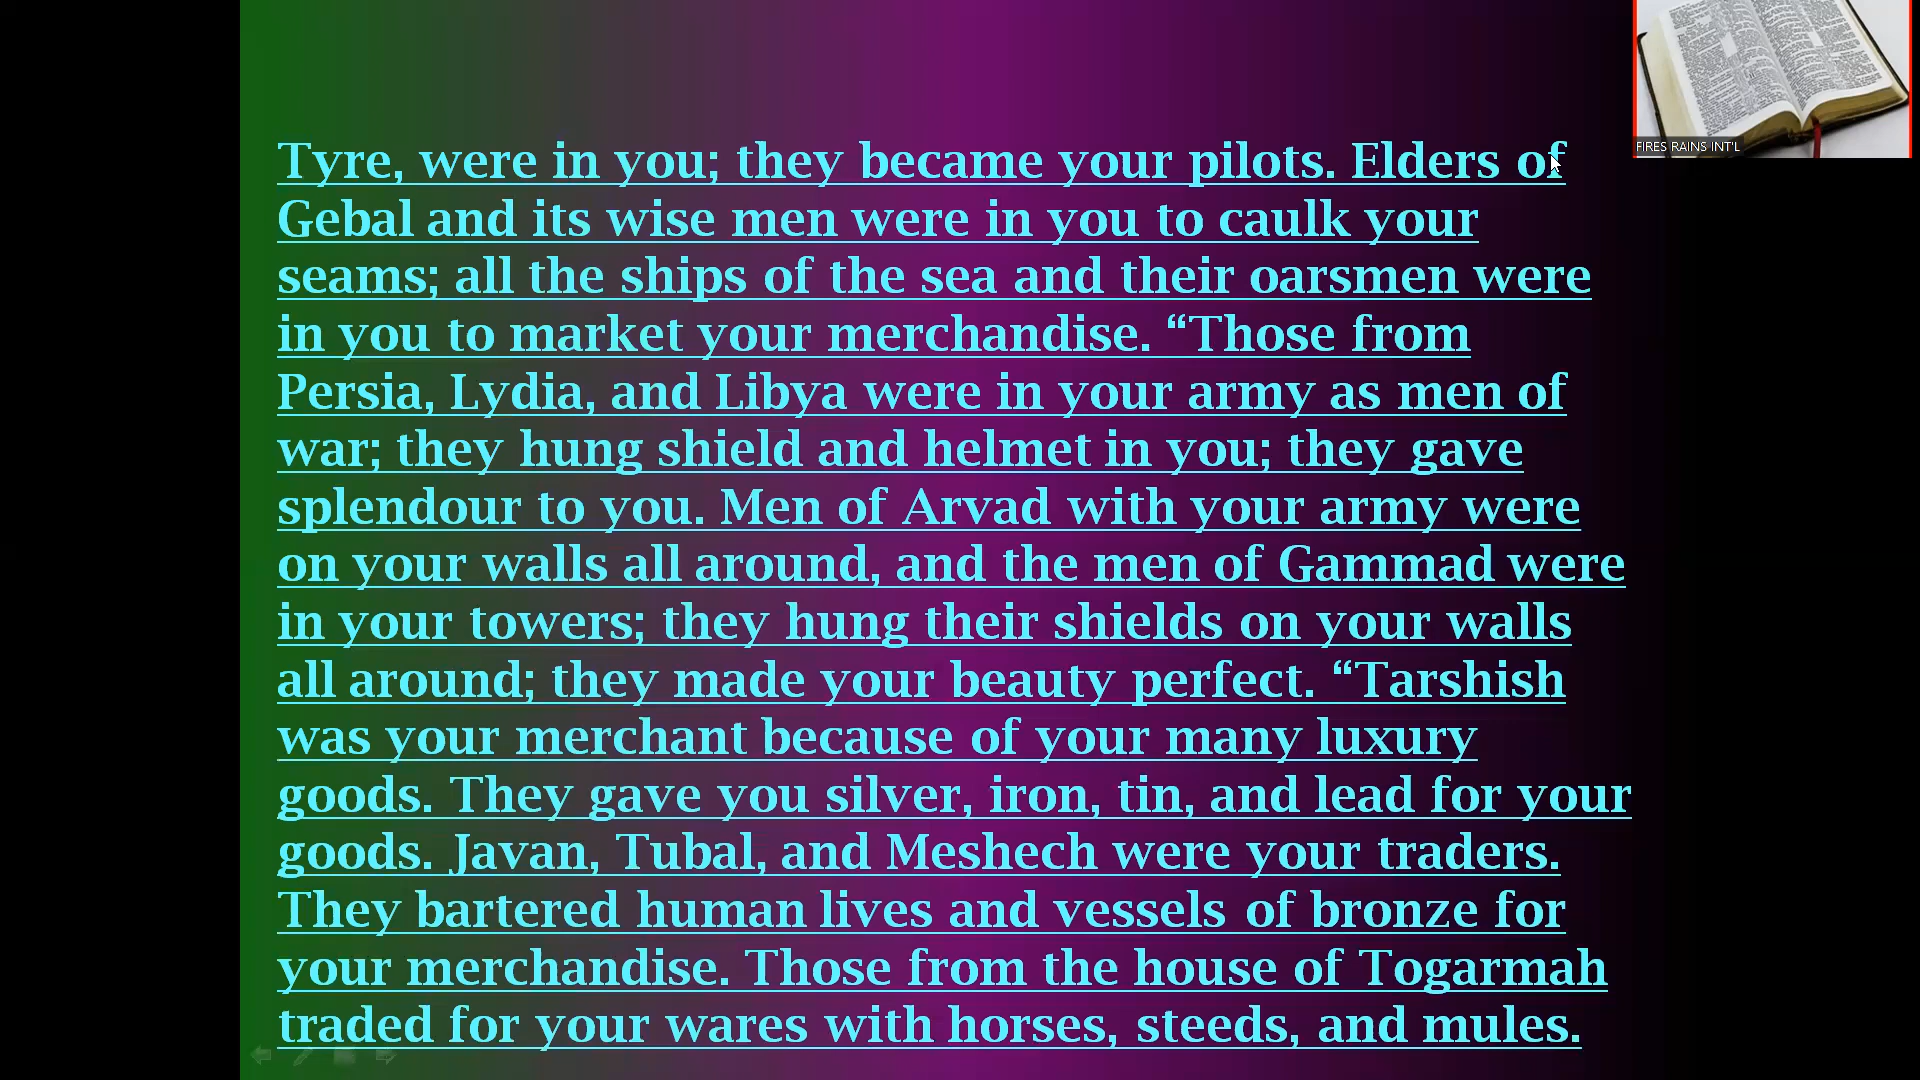 Tyre, were in you; they became your pilots. Elders of
Gebal and its wise men were in you to caulk your
seams; all the ships of the sea and their oarsmen were
in you to market your merchandise. “Those from
Persia, Lydia, and Libya were in your army as men of
war; they hung shield and helmet in you; they gave
splendour to you. Men of Arvad with your army were
on your walls all around, and the men of Gammad were
in your towers; they hung their shields on your walls
all around; they made your beauty perfect. “Tarshish
was your merchant because of your many luxury
goods. They gave you silver, iron, tin, and lead for your
goods. Javan, Tubal, and Meshech were your traders.
They bartered human lives and vessels of bronze for
your merchandise. Those from the house of Togarmah
traded for your wares with horses, steeds, and mules.
FIRES RAINS INT'L